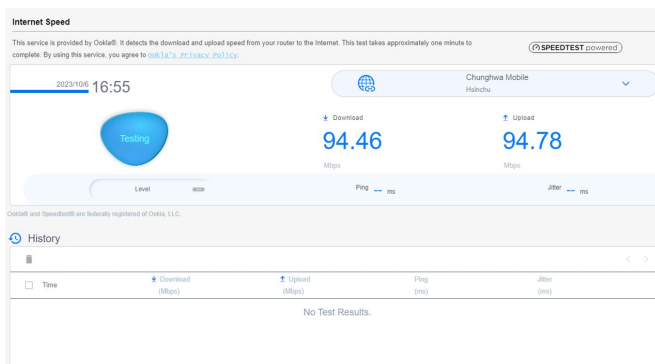 Internet Speed
This service is provided by Ookla®. It detects the download and upload speed from your router to the Internet. This test takes approximately one minute to
complete. By using this service, you agree to Ookla's Privacy Policy.
SPEEDTEST powered
2023/10/6 16:55
Chunghwa Mobile
Hsinchu
Testing
Download
Upload
94.46
94.78
Mbps
Mbps
Level
Ping -- ms
Jitter -- ms
Ookla® and Speedtest® are federally registered of Ookla, LLC.
History
Time
Download
(Mbps)
Upload
(Mbps)
Ping
(ms)
Jitter
(ms)
No Test Results.